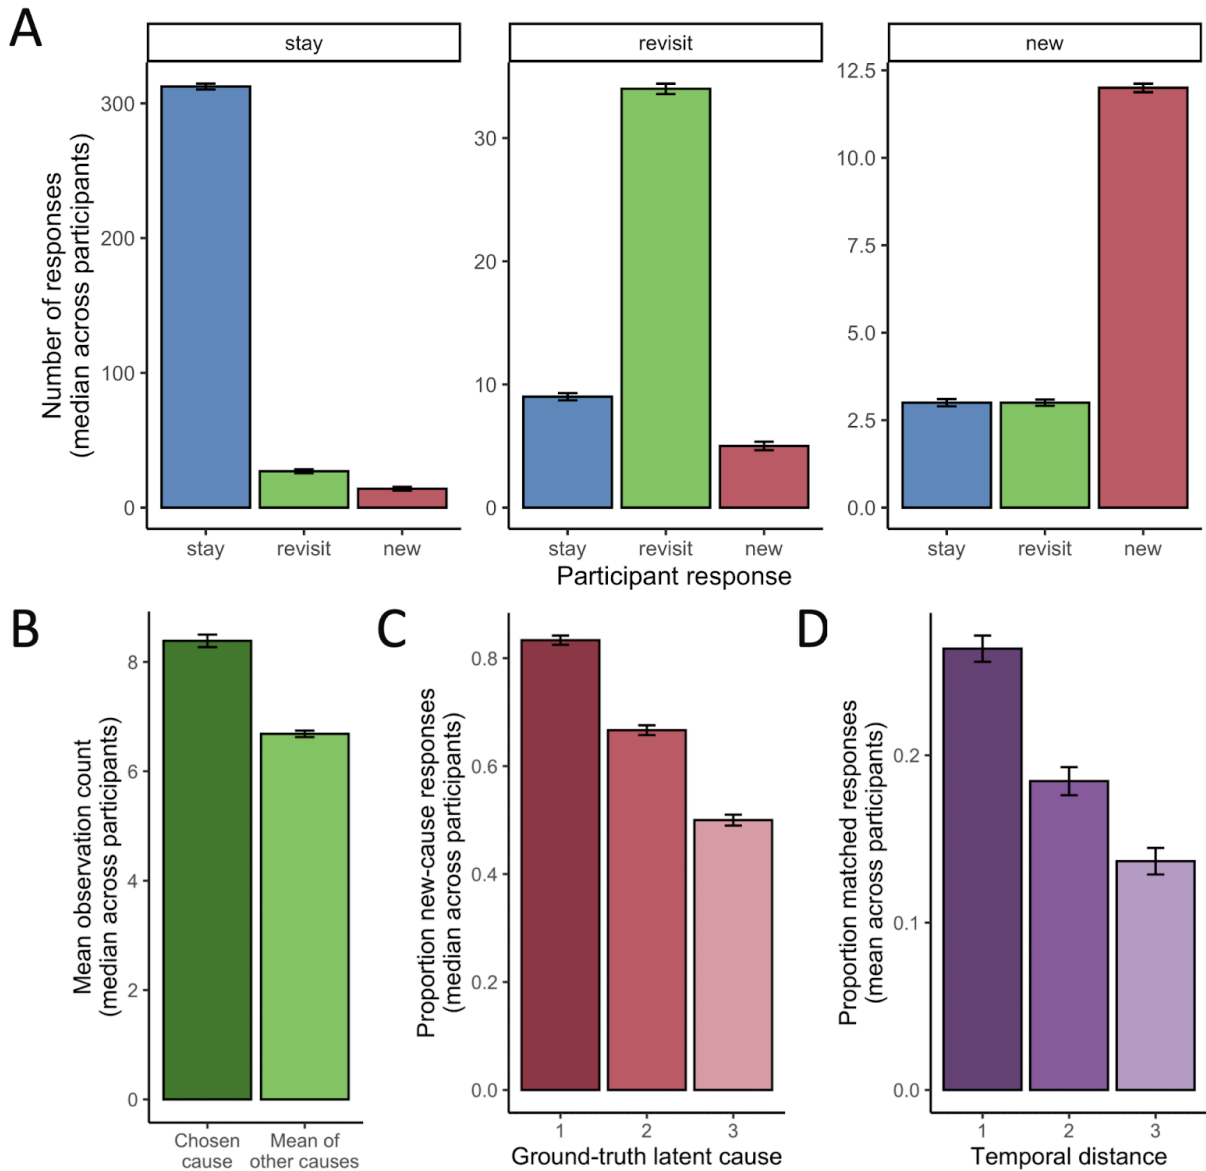 A
stay
revisit
new
Number of responses
(median across participants)
300
200
100
0
stay
revisit
new
30
20
10
0
stay
revisit
new
12.5
10.0
7.5
5.0
2.5
0.0
stay
revisit
new
Participant response
B
Mean observation count
(median across participants)
8
6
4
2
0
Chosen
cause
Mean of
other causes
C
Proportion new-cause responses
(median across participants)
0.8
0.6
0.4
0.2
0.0
1
2
3
Ground-truth latent cause
D
Proportion matched responses
(mean across participants)
0.2
0.1
0.0
1
2
3
Temporal distance